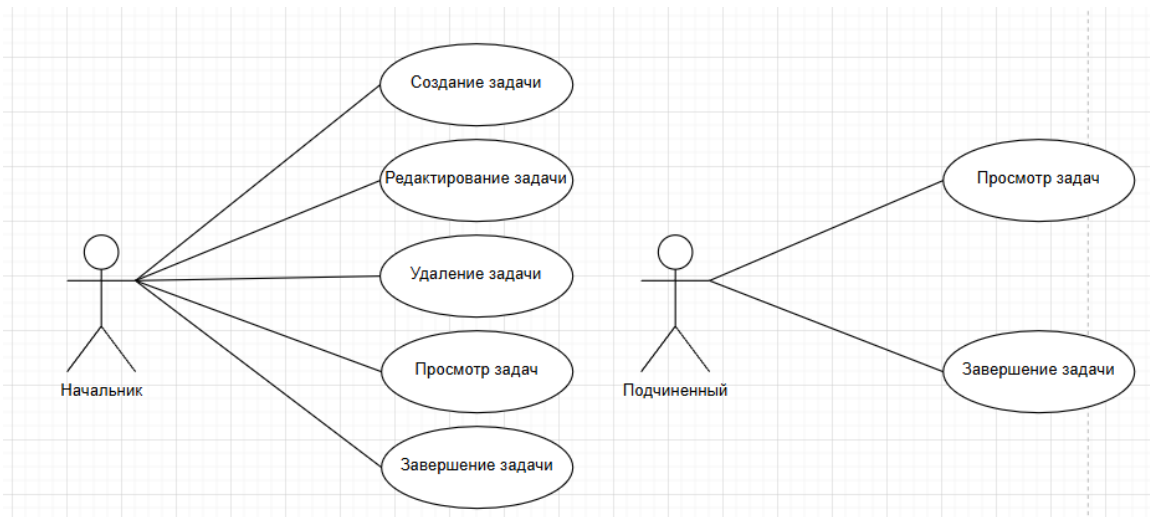 Создание задачи
Редактирование задачи
Удаление задачи
Просмотр задач
Завершение задачи
Начальник
Просмотр задач
Завершение задачи
Подчиненный